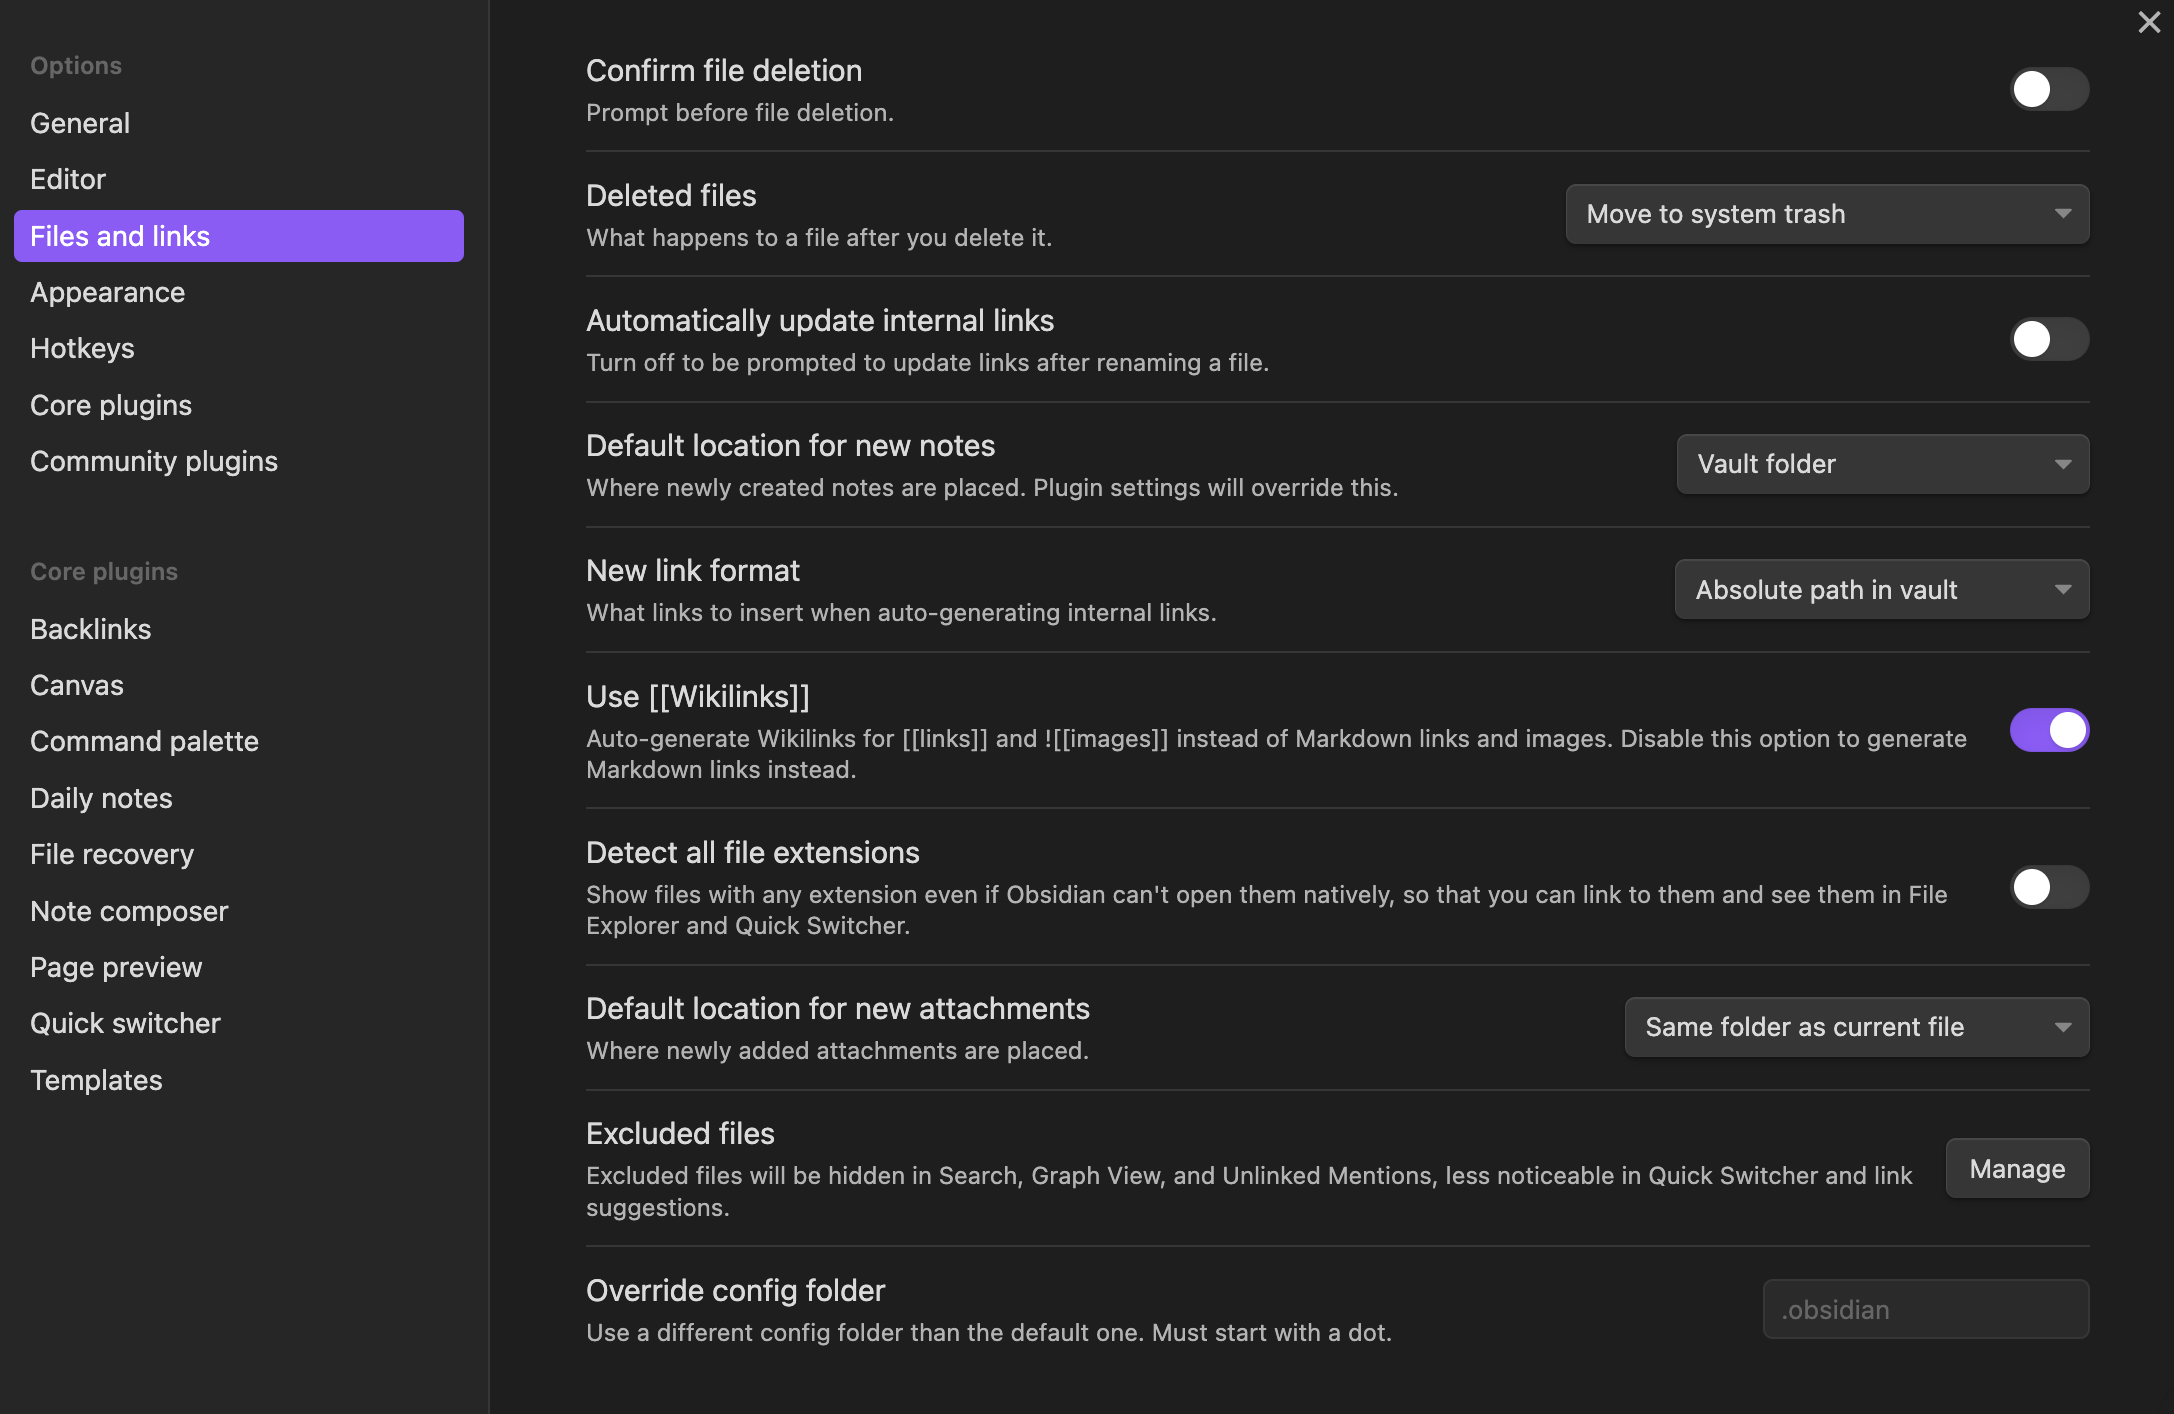 Options
General
Editor
Files and links
Appearance
Hotkeys
Core plugins
Community plugins
Core plugins
Backlinks
Canvas
Command palette
Daily notes
File recovery
Note composer
Page preview
Quick switcher
Templates
Confirm file deletion
Prompt before file deletion.
Deleted files
What happens to a file after you delete it.
Move to system trash
Automatically update internal links
Turn off to be prompted to update links after renaming a file.
Default location for new notes
Where newly created notes are placed. Plugin settings will override this.
Vault folder
New link format
What links to insert when auto-generating internal links.
Absolute path in vault
Use [[Wikilinks]]
Auto-generate Wikilinks for [[links]] and ![[images]] instead of Markdown links and images. Disable this option to generate
Markdown links instead.
Detect all file extensions
Show files with any extension even if Obsidian can't open them natively, so that you can link to them and see them in File
Explorer and Quick Switcher.
Default location for new attachments
Where newly added attachments are placed.
Same folder as current file
Excluded files
Excluded files will be hidden in Search, Graph View, and Unlinked Mentions, less noticeable in Quick Switcher and link
suggestions.
Manage
Override config folder
Use a different config folder than the default one. Must start with a dot.
.obsidian